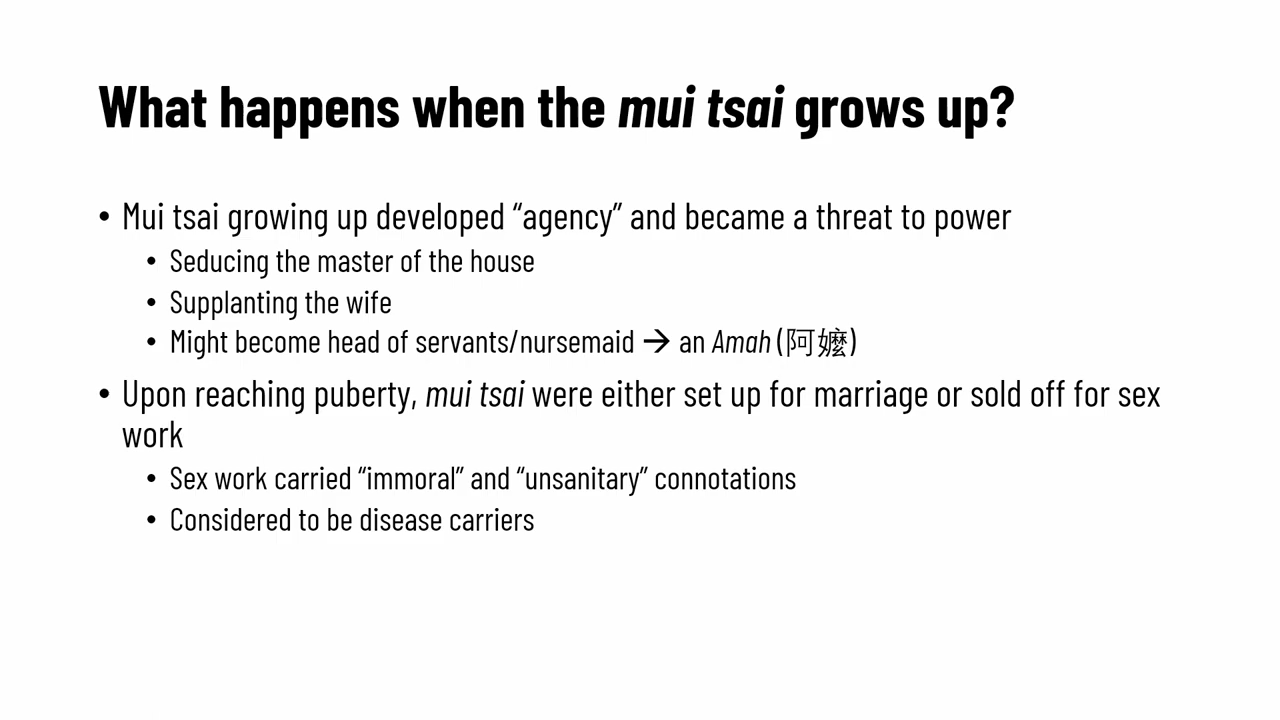 What happens when the mui tsai grows up?
• Mui tsai growing up developed “agency” and became a threat to power
• Seducing the master of the house
• Supplanting the wife
• Might become head of servants/nursemaid → an Amah (阿嬤)
• Upon reaching puberty, mui tsai were either set up for marriage or sold off for sex
work
• Sex work carried “immoral” and “unsanitary” connotations
• Considered to be disease carriers